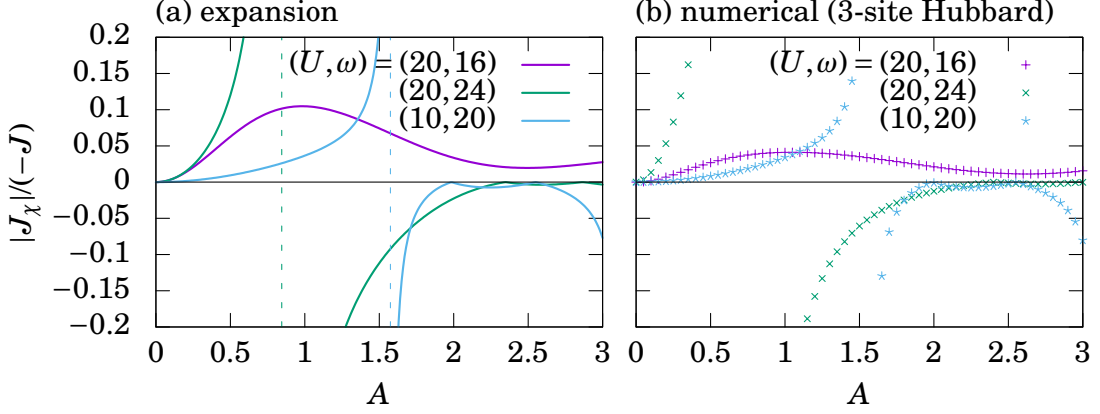 (a) expansion
(b) numerical (3-site Hubbard)
|Jχ|/(−J)
0.2
0.15
0.1
0.05
0
−0.05
−0.1
−0.15
−0.2
(U,ω) = (20,16)
(20,24)
(10,20)
(U,ω) = (20,16)
(20,24)
(10,20)
0 0.5 1 1.5 2 2.5 3
0 0.5 1 1.5 2 2.5 3
A
A